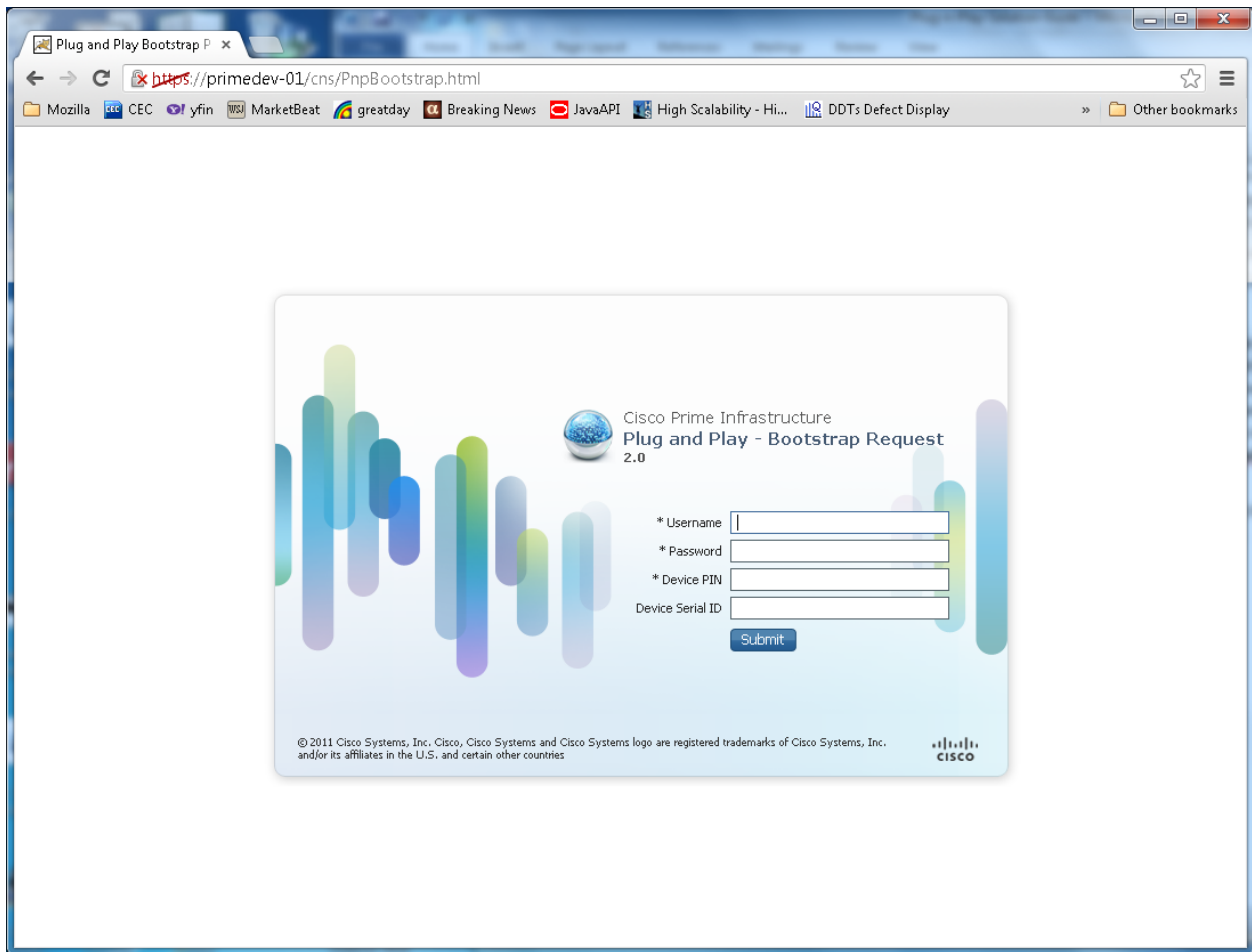 Plug and Play Bootstrap P
https://primedev-01/cns/PnpBootstrap.html
Mozilla CEC yfin MarketBeat greatday Breaking News JavaAPI High Scalability - Hi... DDTs Defect Display » Other bookmarks
Cisco Prime Infrastructure
Plug and Play - Bootstrap Request
2.0
* Username
* Password
* Device PIN
Device Serial ID
Submit
© 2011 Cisco Systems, Inc. Cisco, Cisco Systems and Cisco Systems logo are registered trademarks of Cisco Systems, Inc.
and/or its affiliates in the U.S. and certain other countries
CISCO